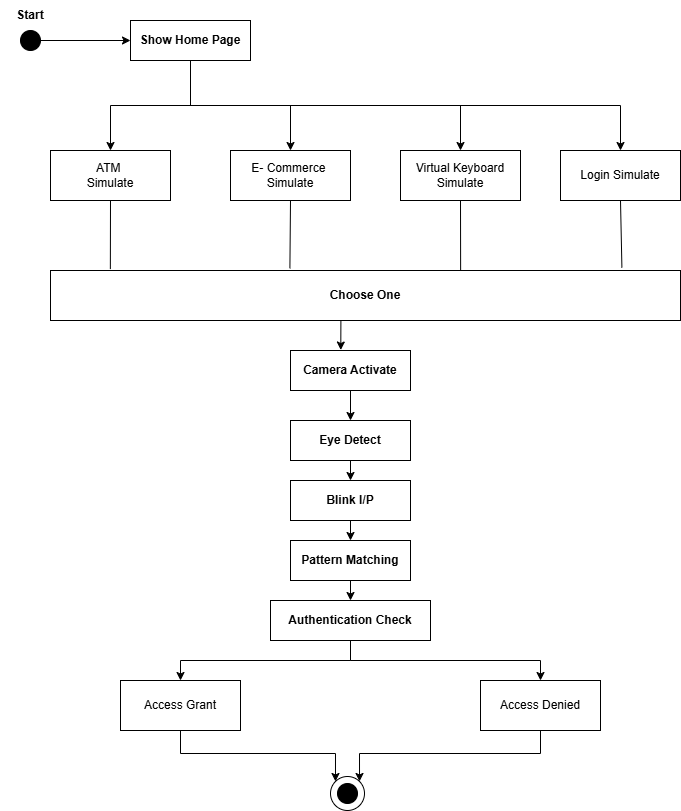 Start
Show Home Page
ATM
Simulate
E- Commerce
Simulate
Virtual Keyboard
Simulate
Login Simulate
Choose One
Camera Activate
Eye Detect
Blink I/P
Pattern Matching
Authentication Check
Access Grant
Access Denied